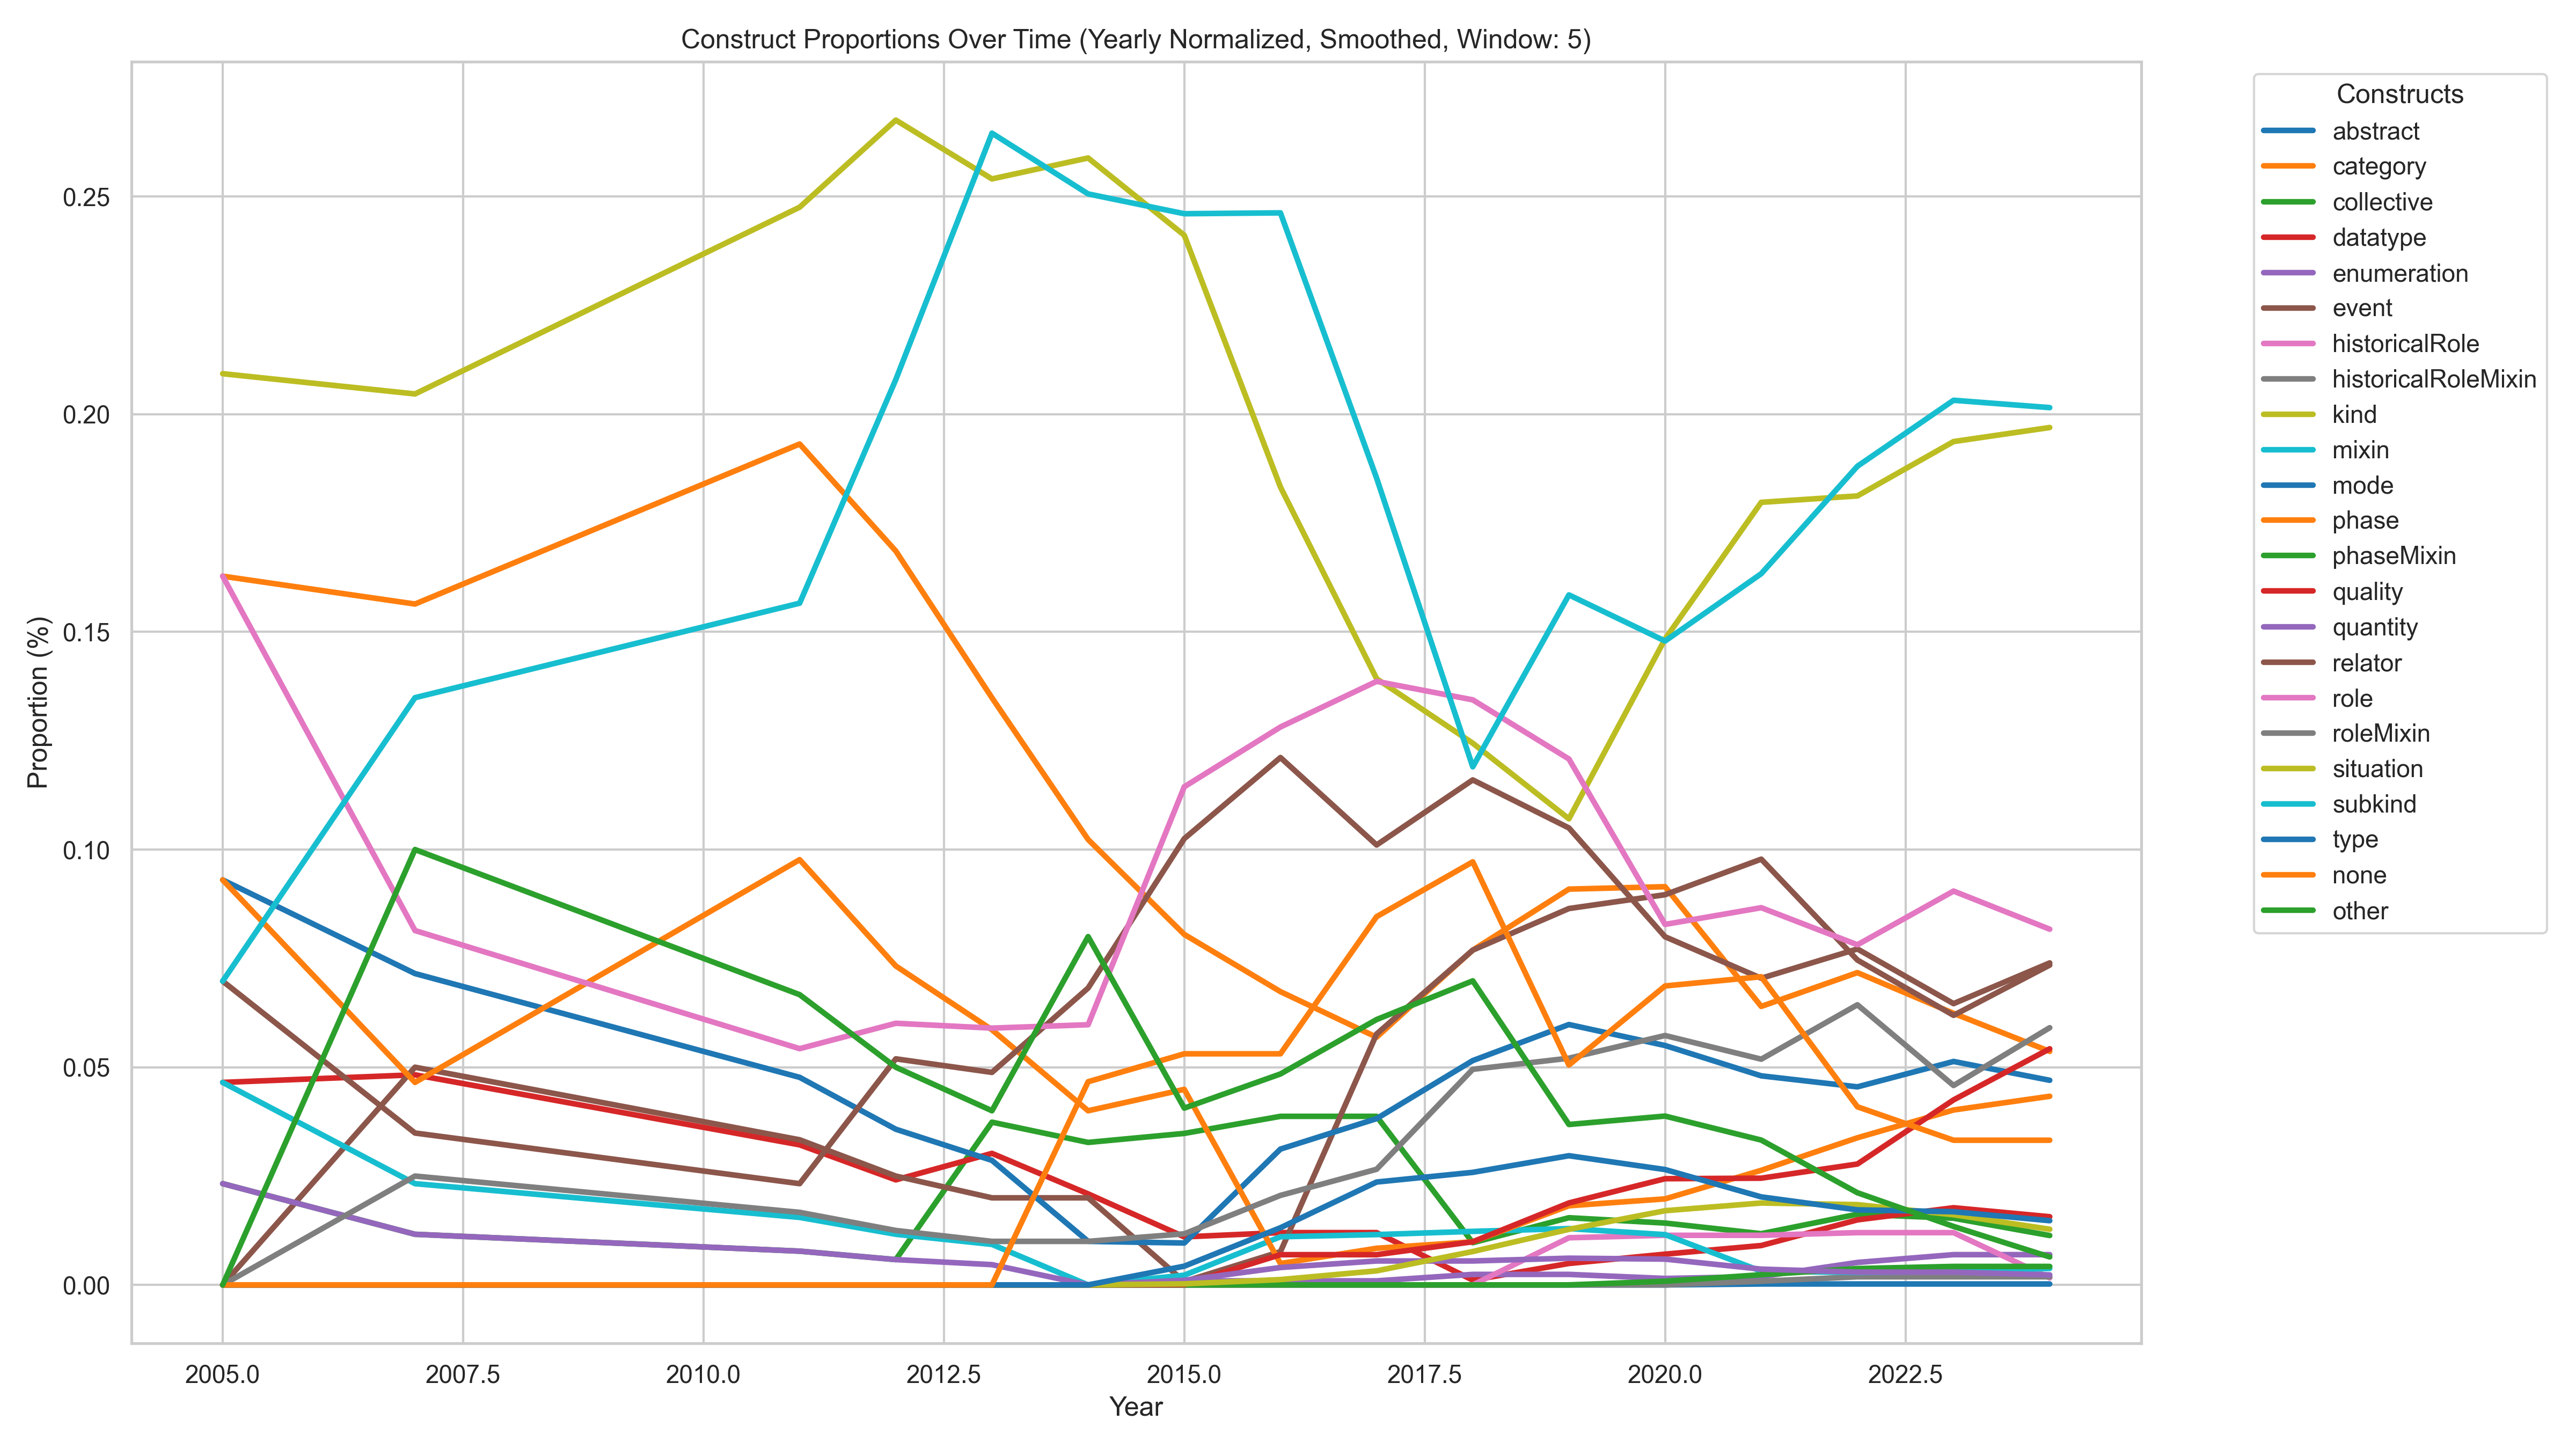 Construct Proportions Over Time (Yearly Normalized, Smoothed, Window: 5)
Proportion (%)
0.25
0.20
0.15
0.10
0.05
0.00
2005.0 2007.5 2010.0 2012.5 2015.0 2017.5 2020.0 2022.5
Year
Constructs
abstract
category
collective
datatype
enumeration
event
historicalRole
historicalRoleMixin
kind
mixin
mode
phase
phaseMixin
quality
quantity
relator
role
roleMixin
situation
subkind
type
none
other